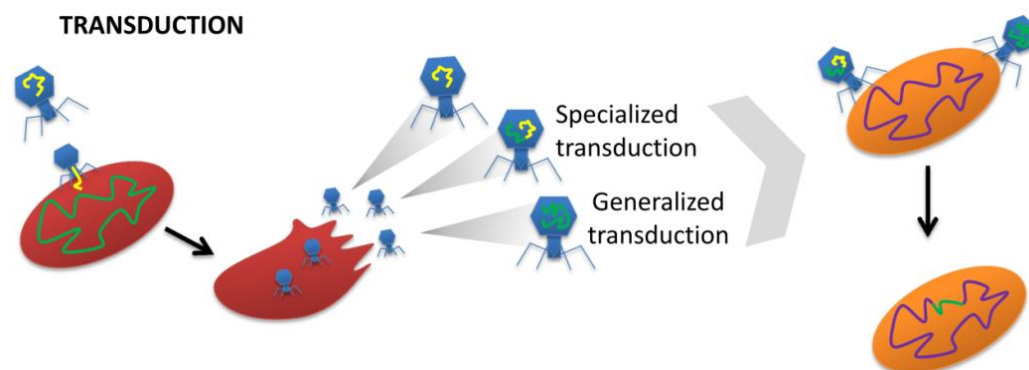 TRANSDUCTION
Specialized
transduction
Generalized
transduction